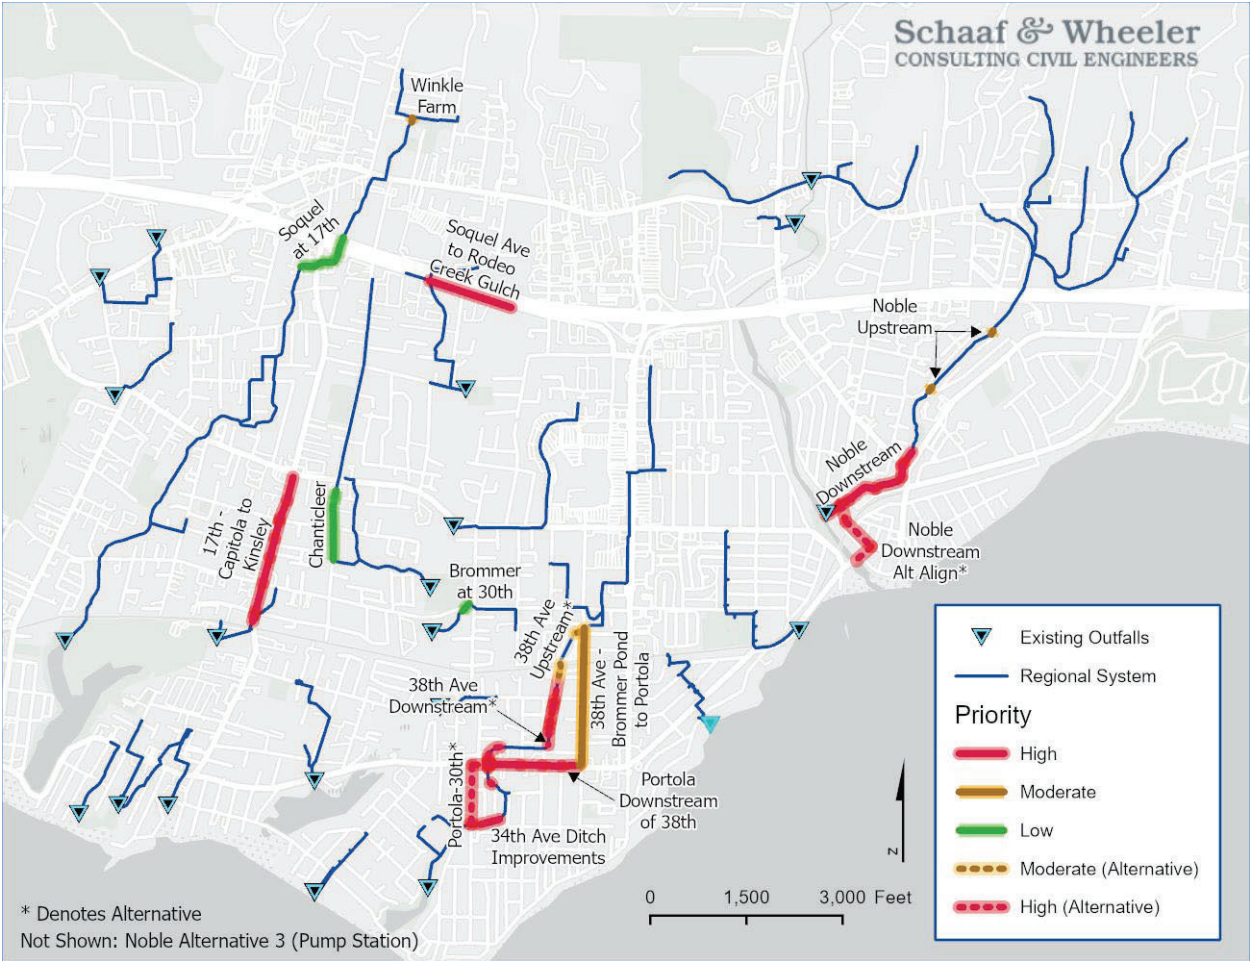 Schaaf & Wheeler
CONSULTING CIVIL ENGINEERS
Winkle
Farm
Soquel
at 17th
Soquel Ave
to Rodeo
Creek Gulch
Noble
Upstream
Noble
Downstream
Noble
Downstream
Alt Align*
17th -
Capitola to
Kinsley
Chanticleer
Brommer
at 30th
38th Ave
Upstream*
38th Ave -
Brommer Pond
to Portola
38th Ave
Downstream*
Portola-30th*
Portola
Downstream
of 38th
34th Ave Ditch
Improvements
Existing Outfalls
Regional System
Priority
High
Moderate
Low
Moderate (Alternative)
High (Alternative)
z
0 1,500 3,000 Feet
* Denotes Alternative
Not Shown: Noble Alternative 3 (Pump Station)